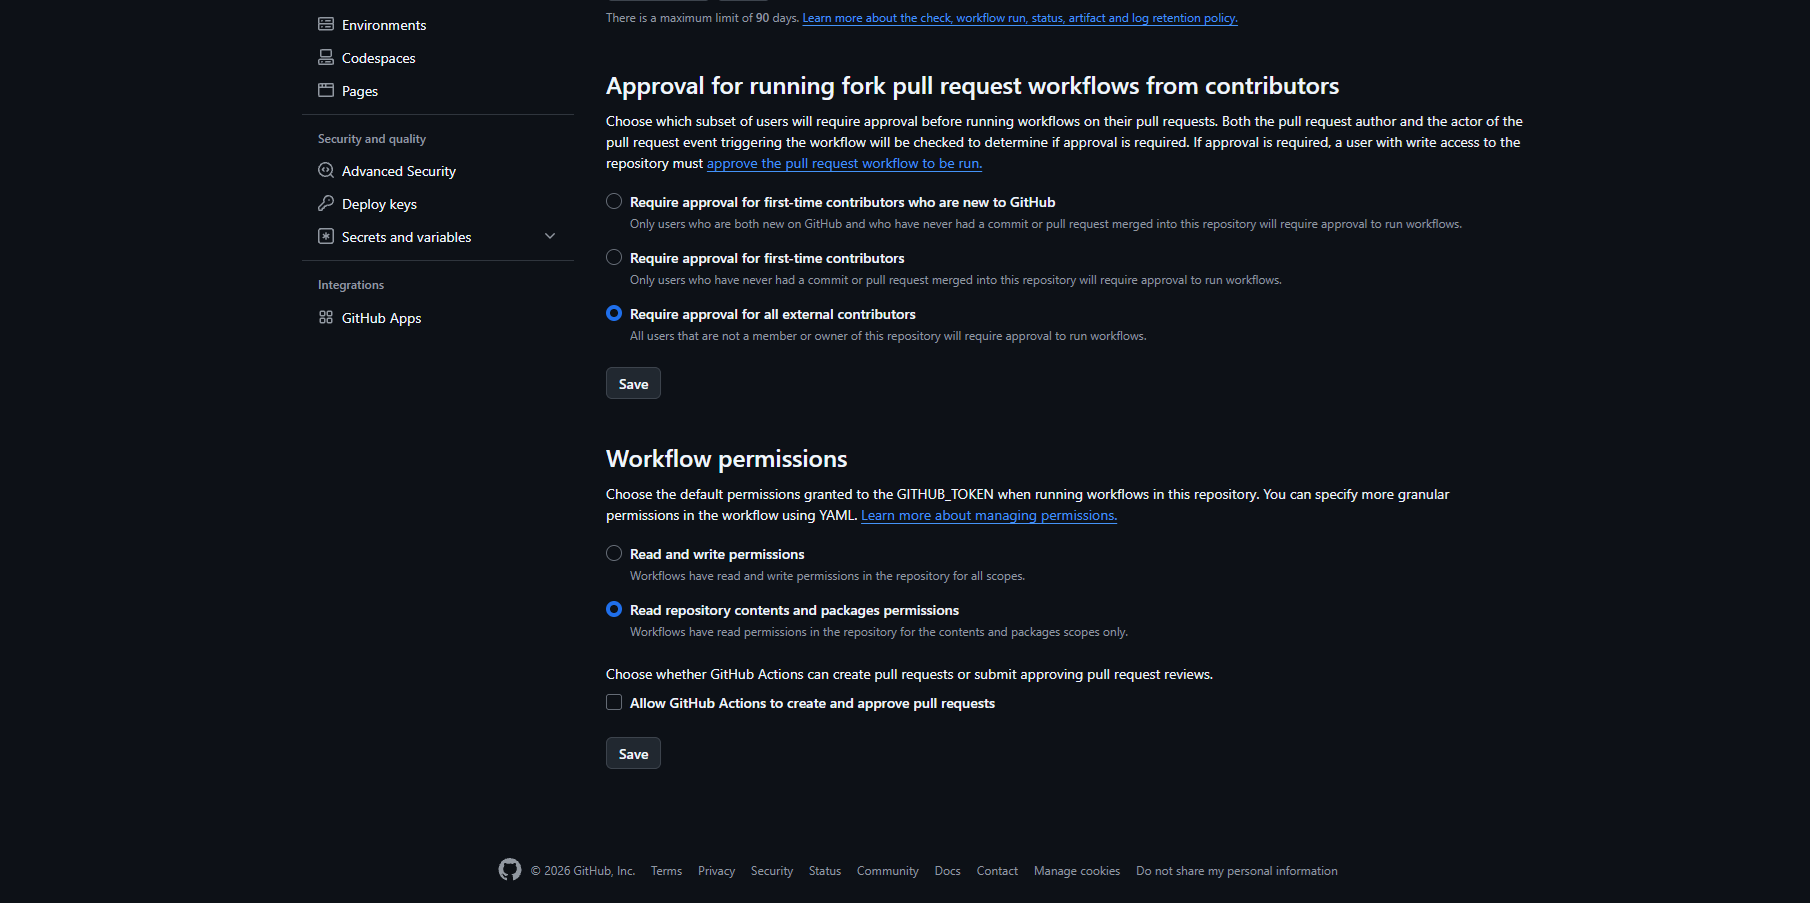 Environments
Codespaces
Pages
Security and quality
Advanced Security
Deploy keys
Secrets and variables
Integrations
GitHub Apps
There is a maximum limit of 90 days. Learn more about the check, workflow run, status, artifact and log retention policy.
Approval for running fork pull request workflows from contributors
Choose which subset of users will require approval before running workflows on their pull requests. Both the pull request author and the actor of the
pull request event triggering the workflow will be checked to determine if approval is required. If approval is required, a user with write access to the
repository must approve the pull request workflow to be run.
Require approval for first-time contributors who are new to GitHub
Only users who are both new on GitHub and who have never had a commit or pull request merged into this repository will require approval to run workflows.
Require approval for first-time contributors
Only users who have never had a commit or pull request merged into this repository will require approval to run workflows.
Require approval for all external contributors
All users that are not a member or owner of this repository will require approval to run workflows.
Save
Workflow permissions
Choose the default permissions granted to the GITHUB_TOKEN when running workflows in this repository. You can specify more granular
permissions in the workflow using YAML. Learn more about managing permissions.
Read and write permissions
Workflows have read and write permissions in the repository for all scopes.
Read repository contents and packages permissions
Workflows have read permissions in the repository for the contents and packages scopes only.
Choose whether GitHub Actions can create pull requests or submit approving pull request reviews.
Allow GitHub Actions to create and approve pull requests
Save
© 2026 GitHub, Inc. Terms Privacy Security Status Community Docs Contact Manage cookies Do not share my personal information